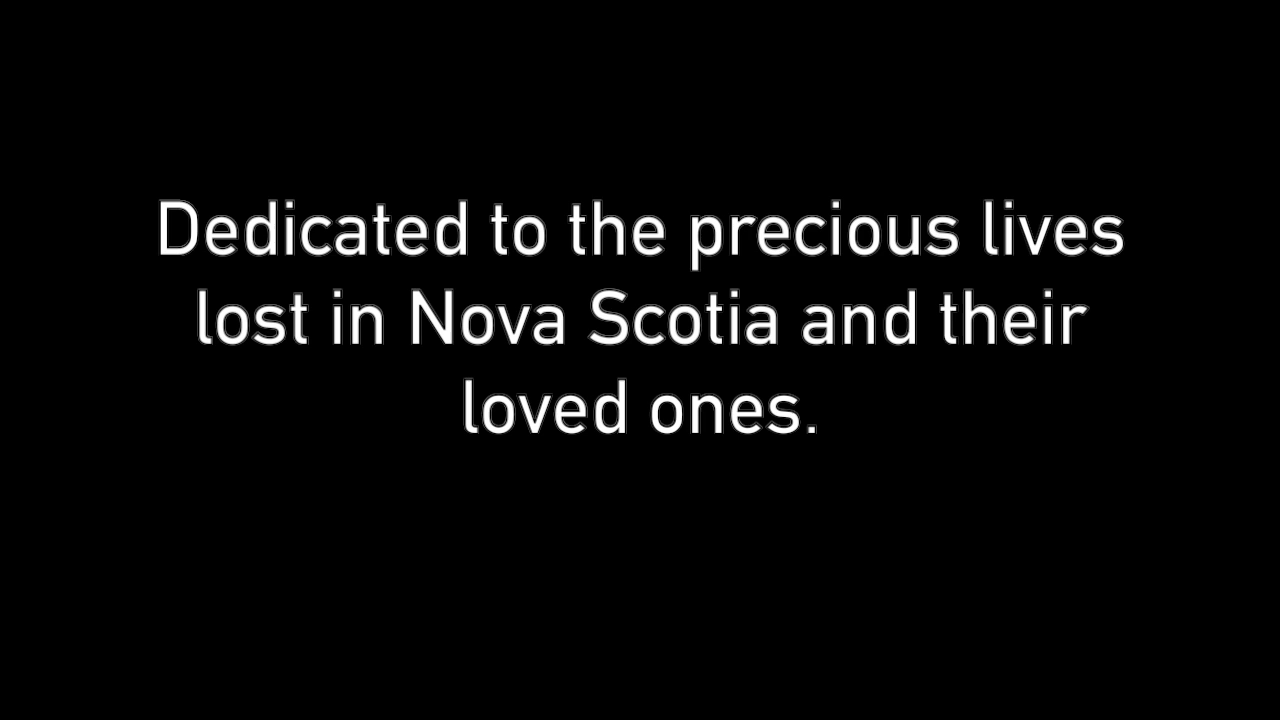 Dedicated to the precious lives
lost in Nova Scotia and their
loved ones.